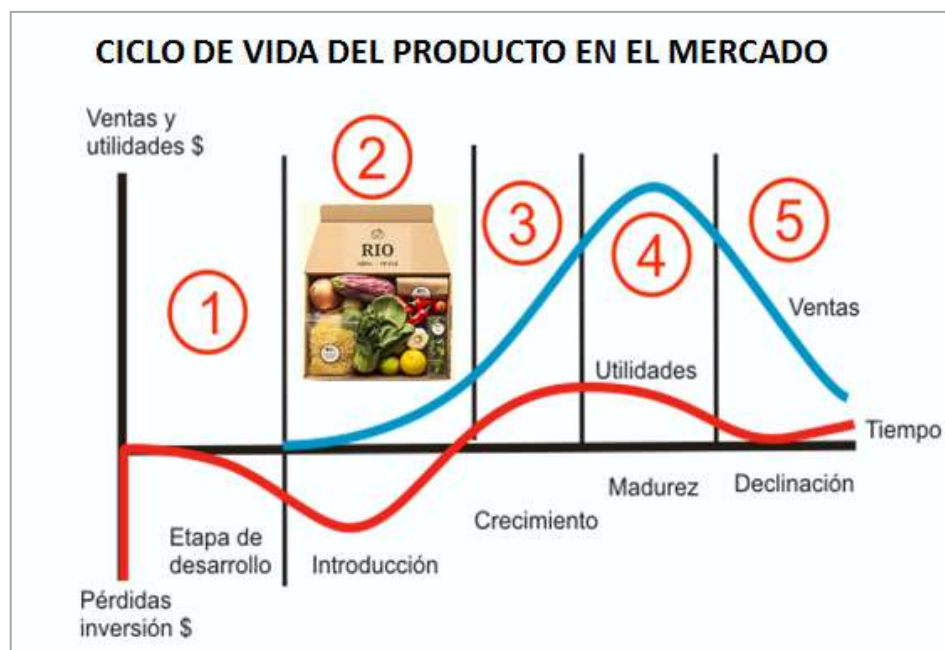 CICLO DE VIDA DEL PRODUCTO EN EL MERCADO
Ventas y
utilidades $
1
2
3
4
5
RIO
Ventas
Utilidades
Tiempo
Madurez
Declinación
Crecimiento
Etapa de
desarrollo
Introducción
Pérdidas
inversión $